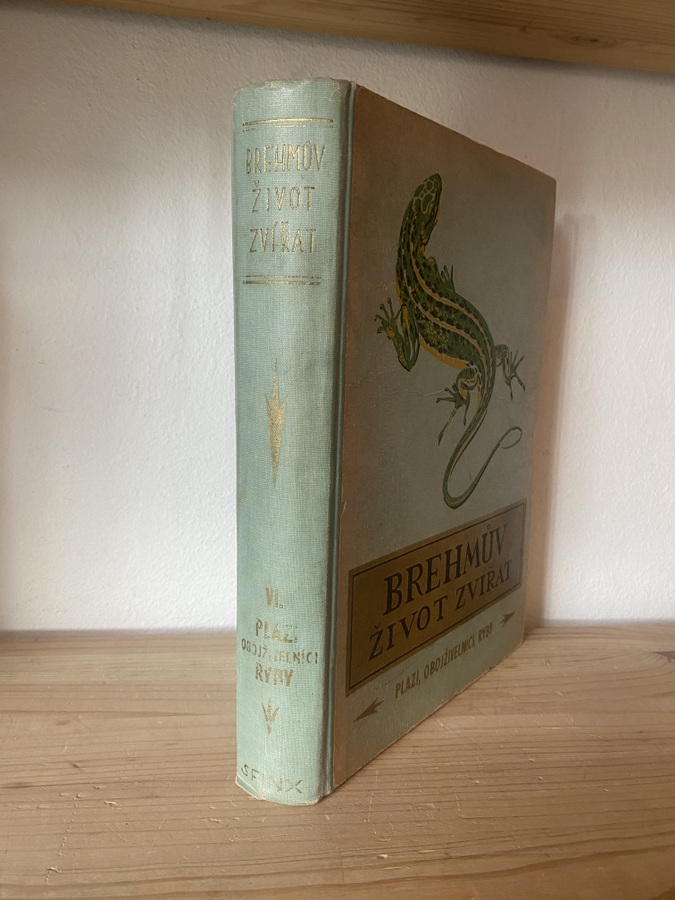 BREHMŮV
ŽIVOT
ZVÍŘAT
VI.
PLAZI,
OBOJŽIVELNÍCI
RYBY
SFINX
BREHMŮV
ŽIVOT ZVÍŘAT
PLAZI, OBOJŽIVELNÍCI, RYBY